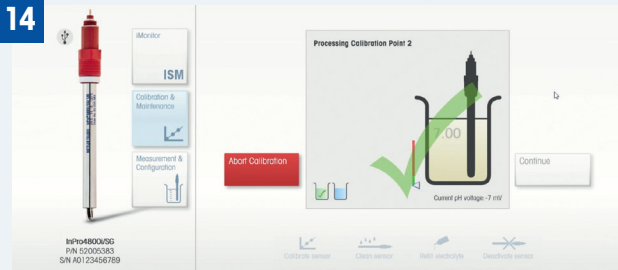 14
iMonitor
ISM
Calibration &
Maintenance
Measurement &
Configuration
InPro4800i/SG
P/N 52005383
S/N A0123456789
Processing Calibration Point 2
7.00
Current pH voltage: -7 mV
Abort Calibration
Continue
Calibrate sensor
Clean sensor
Refill electrolyte
Deactivate sensor